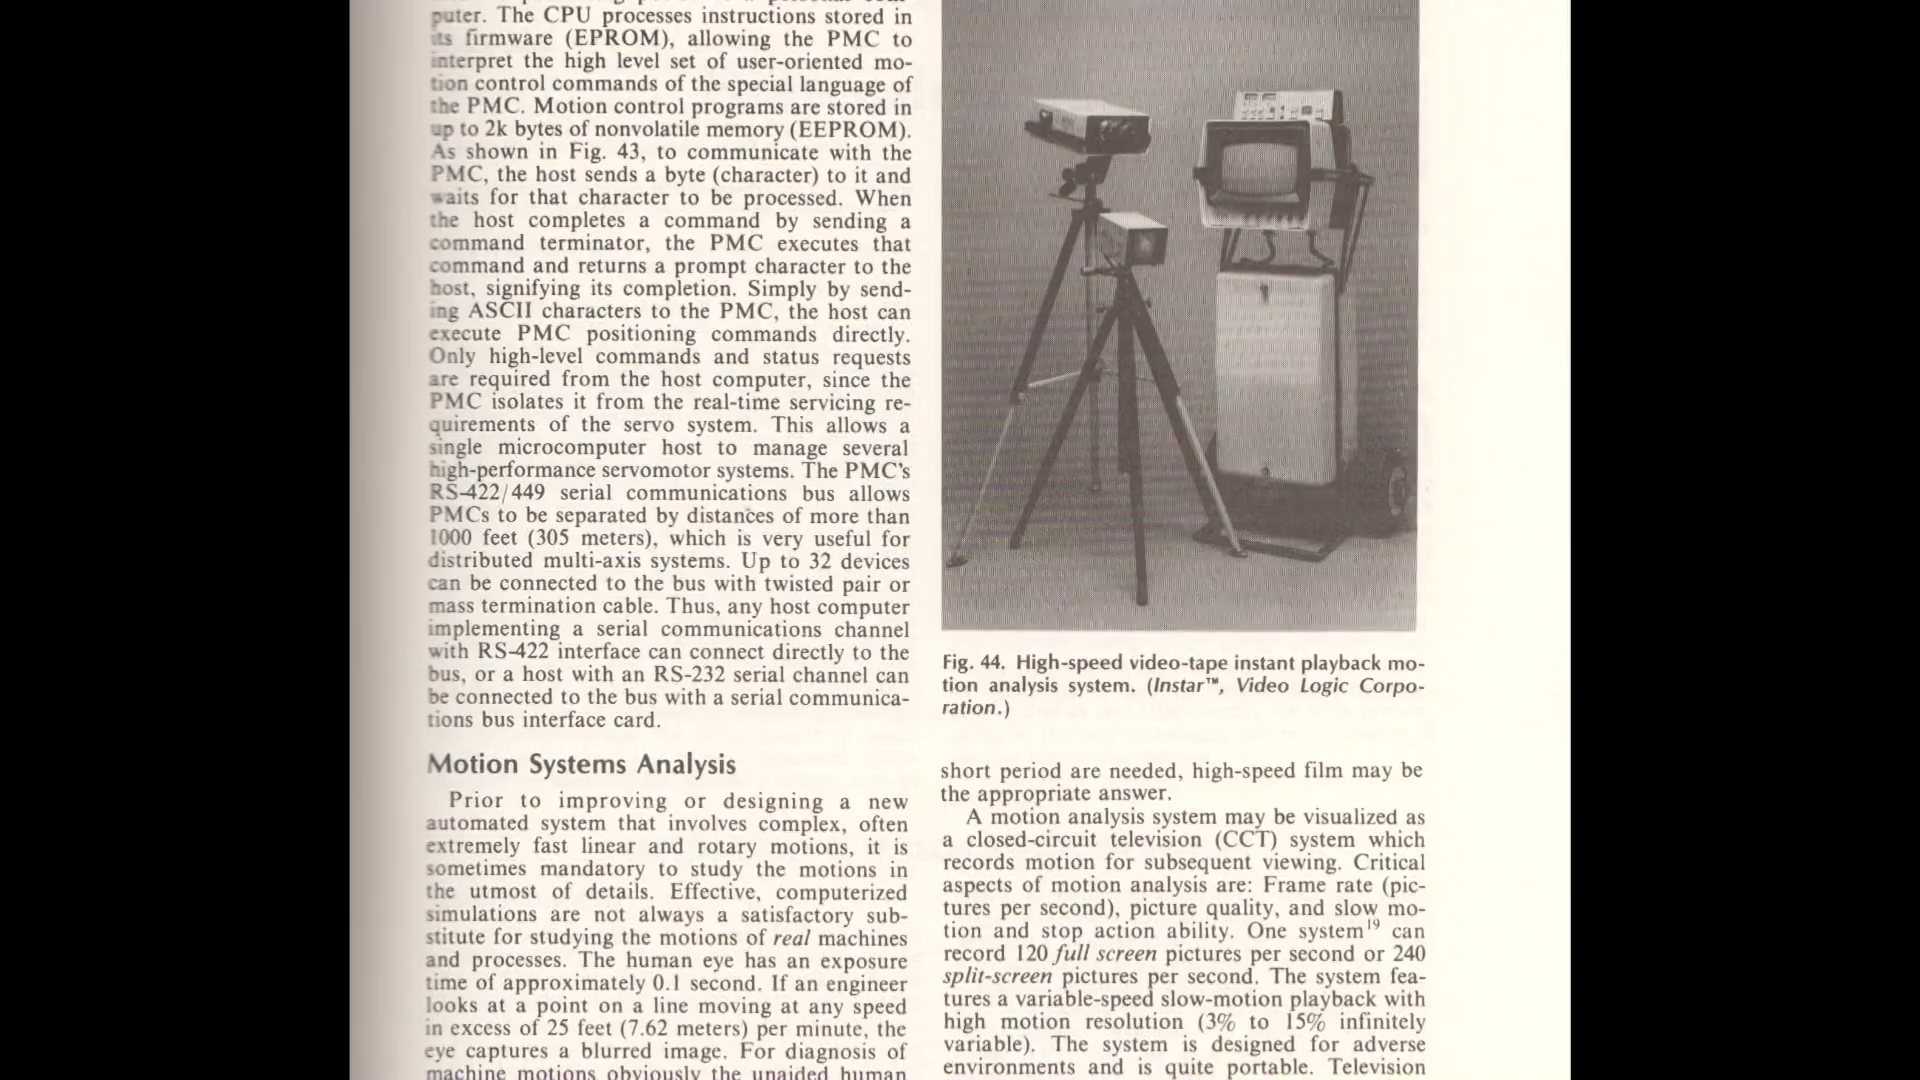 puter. The CPU processes instructions stored in
its firmware (EPROM), allowing the PMC to
interpret the high level set of user-oriented mo-
tion control commands of the special language of
the PMC. Motion control programs are stored in
up to 2k bytes of nonvolatile memory (EEPROM).
As shown in Fig. 43, to communicate with the
PMC, the host sends a byte (character) to it and
waits for that character to be processed. When
the host completes a command by sending a
command terminator, the PMC executes that
command and returns a prompt character to the
host, signifying its completion. Simply by send-
ing ASCII characters to the PMC, the host can
execute PMC positioning commands directly.
Only high-level commands and status requests
are required from the host computer, since the
PMC isolates it from the real-time servicing re-
quirements of the servo system. This allows a
single microcomputer host to manage several
high-performance servomotor systems. The PMC's
RS-422/449 serial communications bus allows
PMCs to be separated by distances of more than
1000 feet (305 meters), which is very useful for
distributed multi-axis systems. Up to 32 devices
can be connected to the bus with twisted pair or
mass termination cable. Thus, any host computer
implementing a serial communications channel
with RS-422 interface can connect directly to the
bus, or a host with an RS-232 serial channel can
be connected to the bus with a serial communica-
tions bus interface card.
Motion Systems Analysis
Prior to improving or designing a new
automated system that involves complex, often
extremely fast linear and rotary motions, it is
sometimes mandatory to study the motions in
the utmost of details. Effective, computerized
simulations are not always a satisfactory sub-
stitute for studying the motions of real machines
and processes. The human eye has an exposure
time of approximately 0.1 second. If an engineer
looks at a point on a line moving at any speed
in excess of 25 feet (7.62 meters) per minute, the
eye captures a blurred image. For diagnosis of
machine motions obviously the unaided human
Fig. 44. High-speed video-tape instant playback mo-
tion analysis system. (Instar™, Video Logic Corpo-
ration.)
short period are needed, high-speed film may be
the appropriate answer.
A motion analysis system may be visualized as
a closed-circuit television (CCT) system which
records motion for subsequent viewing. Critical
aspects of motion analysis are: Frame rate (pic-
tures per second), picture quality, and slow mo-
tion and stop action ability. One system19 can
record 120 full screen pictures per second or 240
split-screen pictures per second. The system fea-
tures a variable-speed slow-motion playback with
high motion resolution (3% to 15% infinitely
variable). The system is designed for adverse
environments and is quite portable. Television